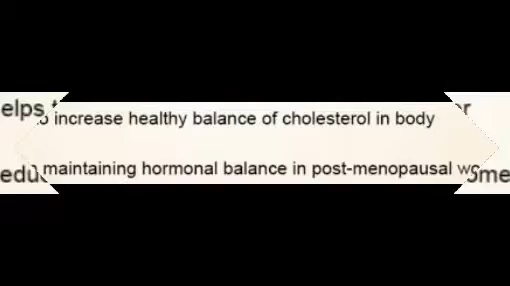 increase healthy balance of cholesterol in body
maintaining hormonal balance in post-menopausal